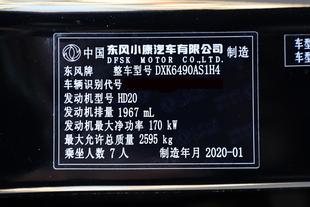 中国 东风小康汽车有限公司 制造
DFSK MOTOR CO.,LTD.
东风牌 整车型号 DXK6490AS1H4
车辆识别代号
发动机型号 HD20
发动机排量 1967 mL
发动机最大净功率 170 kW
最大允许总质量 2595 kg
乘坐人数 7 人 制造年月 2020-01
车型
车型